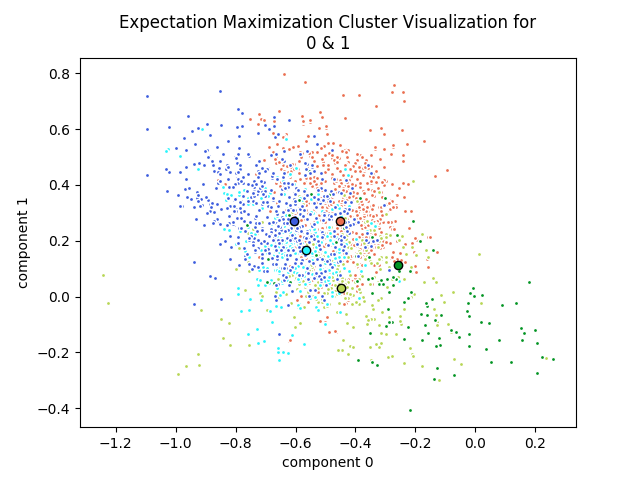 Expectation Maximization Cluster Visualization for
0 & 1
component 1
0.8
0.6
0.4
0.2
0.0
−0.2
−0.4
−1.2 −1.0 −0.8 −0.6 −0.4 −0.2 0.0 0.2
component 0